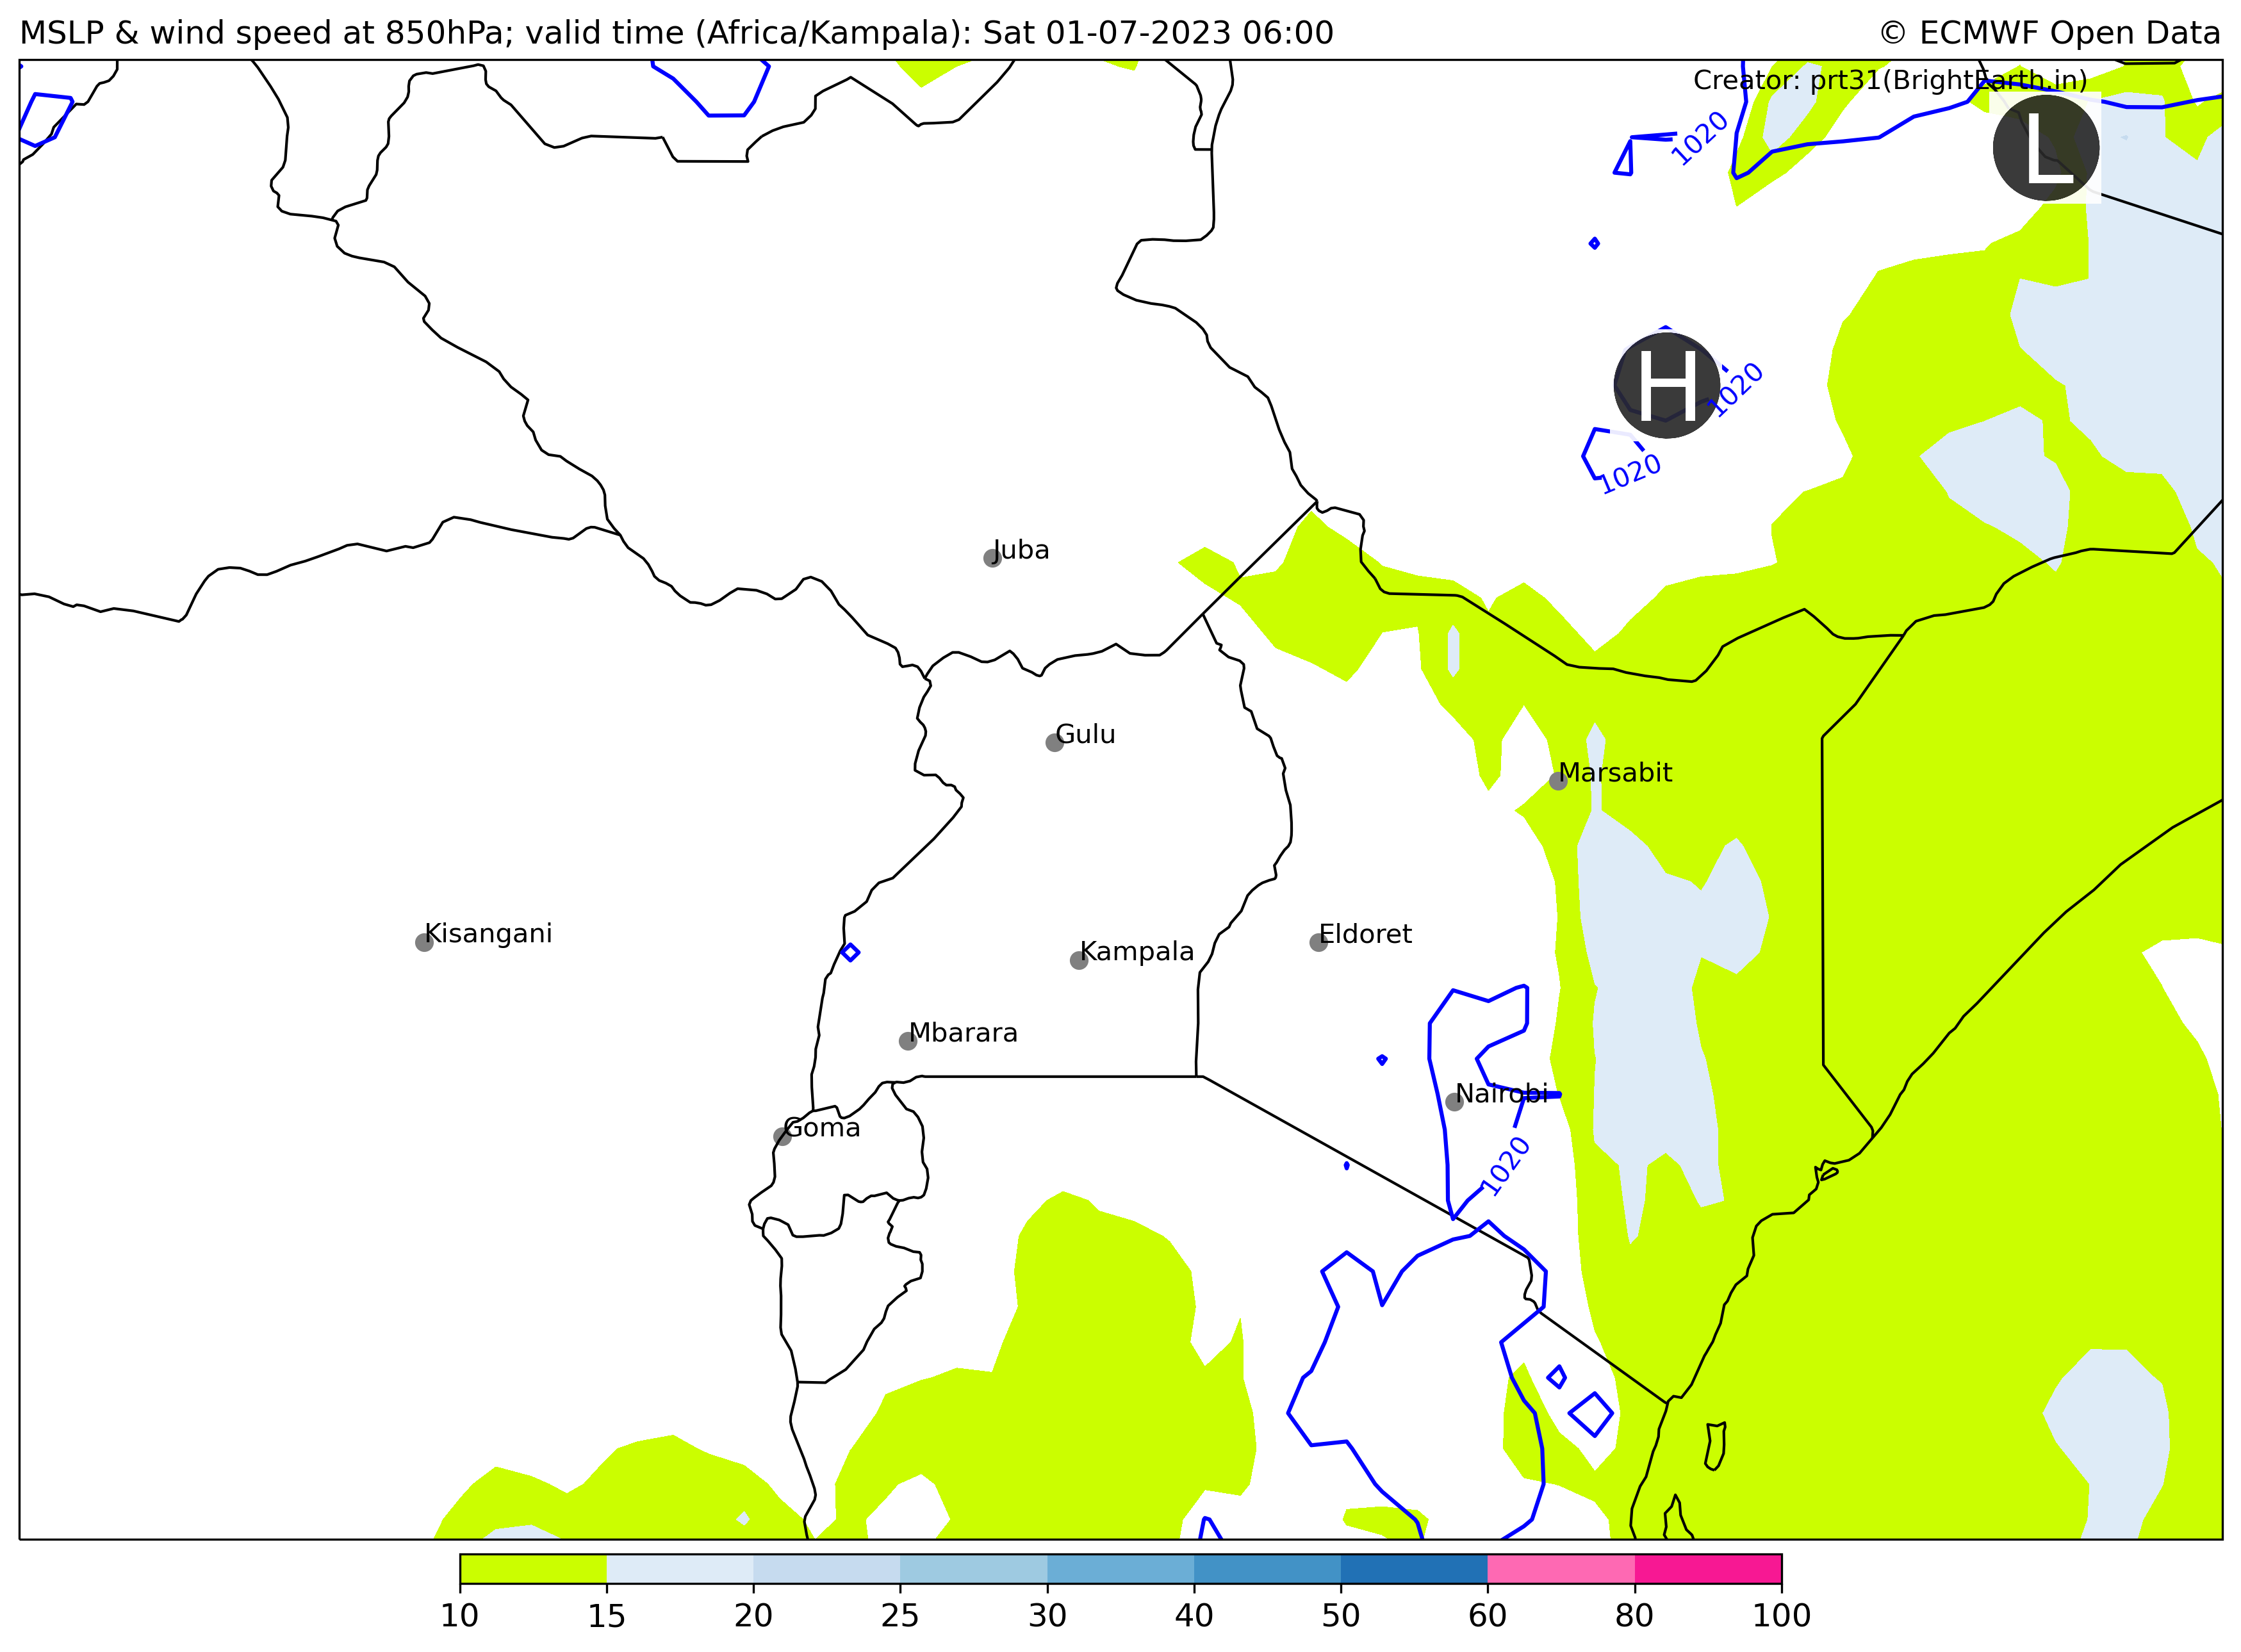 MSLP & wind speed at 850hPa; valid time (Africa/Kampala): Sat 01-07-2023 06:00
© ECMWF Open Data
Creator: prt31(BrightEarth.in)
L
1020
H
1020
1020
Juba
Gulu
Marsabit
Kisangani
Eldoret
Kampala
Mbarara
Nairobi
Goma
1020
10 15 20 25 30 40 50 60 80 100